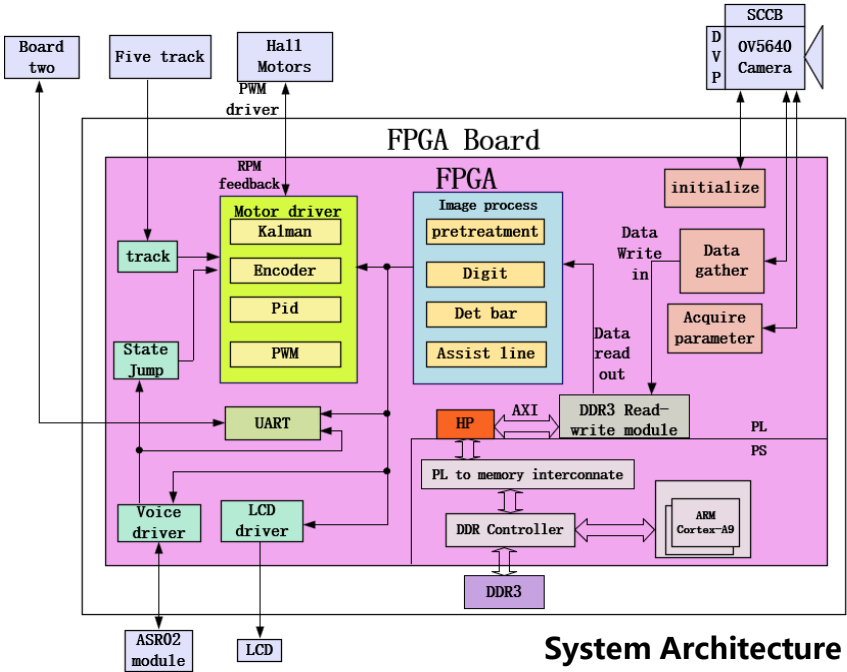 SCCB
D
V
P
OV5640
Camera
Board
two
Five track
Hall
Motors
PWM
driver
FPGA Board
RPM
feedback
FPGA
initialize
Motor driver
Kalman
Encoder
Pid
PWM
Image process
pretreatment
Digit
Det bar
Assist line
Data
Write
in
Data
gather
Acquire
parameter
track
State
Jump
Data
read
out
UART
HP
AXI
DDR3 Read-
write module
PL
PS
PL to memory interconnate
Voice
driver
LCD
driver
DDR Controller
ARM
Cortex-A9
DDR3
ASR02
module
LCD
System Architecture